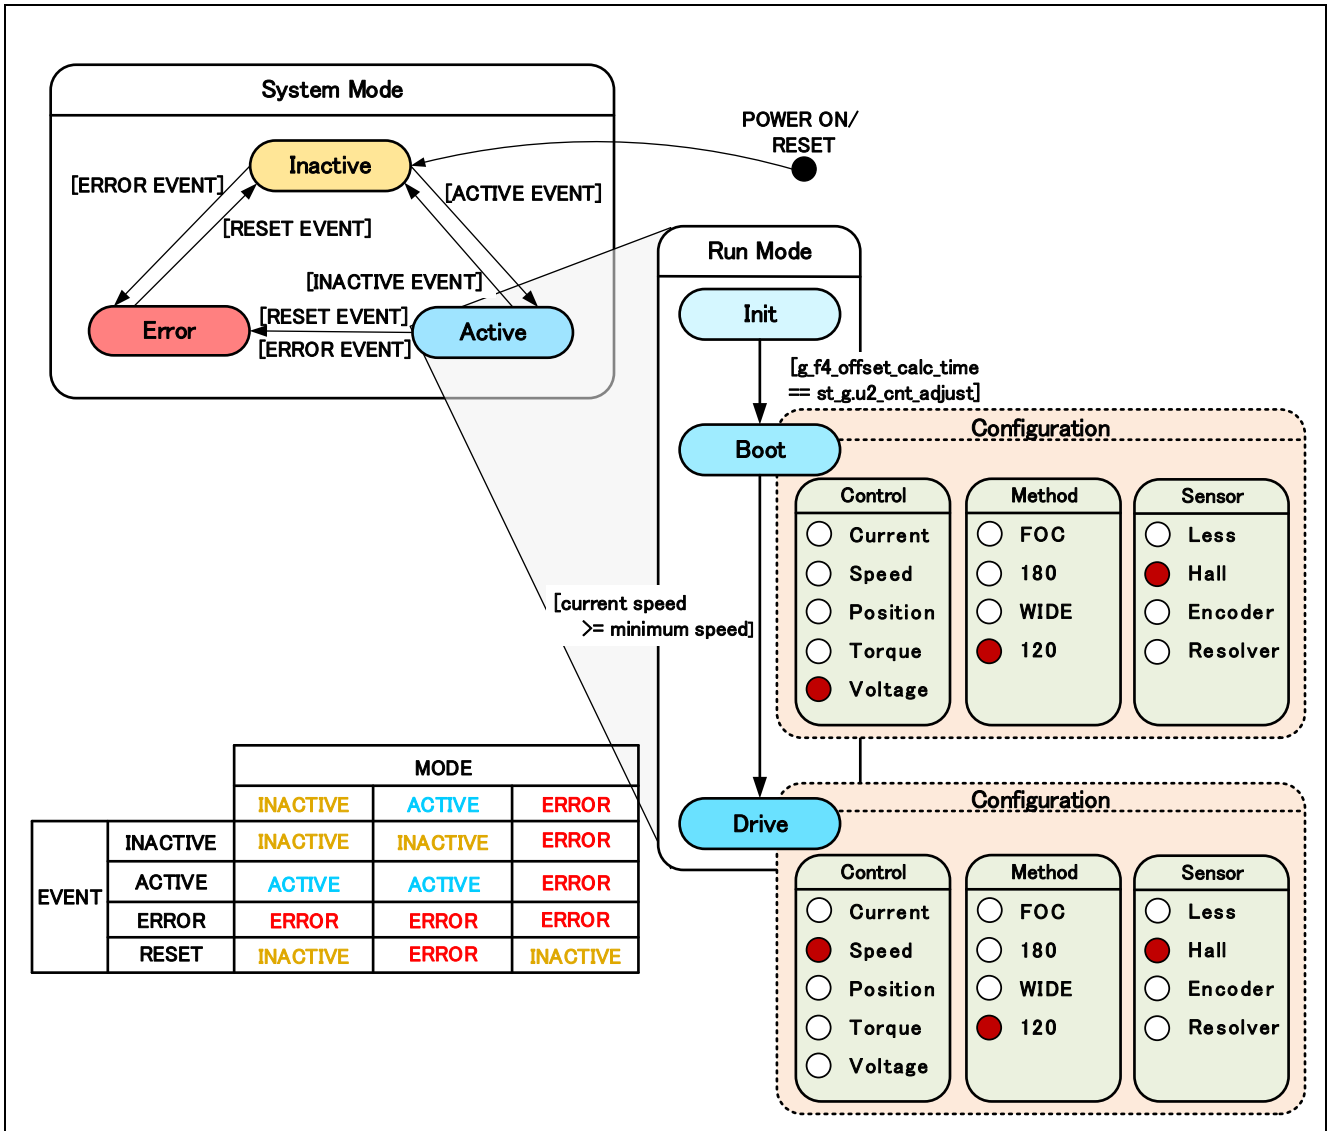 System Mode
POWER ON/
RESET
Inactive
[ERROR EVENT]
[ACTIVE EVENT]
[RESET EVENT]
[INACTIVE EVENT]
Error
[RESET EVENT]
[ERROR EVENT]
Active
Run Mode
Init
[g_f4_offset_calc_time
== st_g.u2_cnt_adjust]
Boot
Configuration
Control
Current
Speed
Position
Torque
Voltage
Method
FOC
180
WIDE
120
Sensor
Less
Hall
Encoder
Resolver
[current speed
>= minimum speed]
Drive
Configuration
Control
Current
Speed
Position
Torque
Voltage
Method
FOC
180
WIDE
120
Sensor
Less
Hall
Encoder
Resolver
MODE
INACTIVE ACTIVE ERROR
EVENT
INACTIVE INACTIVE INACTIVE ERROR
ACTIVE ACTIVE ACTIVE ERROR
ERROR ERROR ERROR ERROR
RESET INACTIVE ERROR INACTIVE